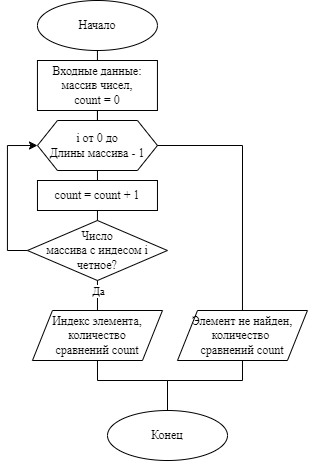 Начало
Входные данные:
массив чисел,
count = 0
i от 0 до
Длины массива - 1
count = count + 1
Число
массива с индесом i
четное?
Да
Индекс элемента,
количество
сравнений count
Элемент не найден,
количество
сравнений count
Конец